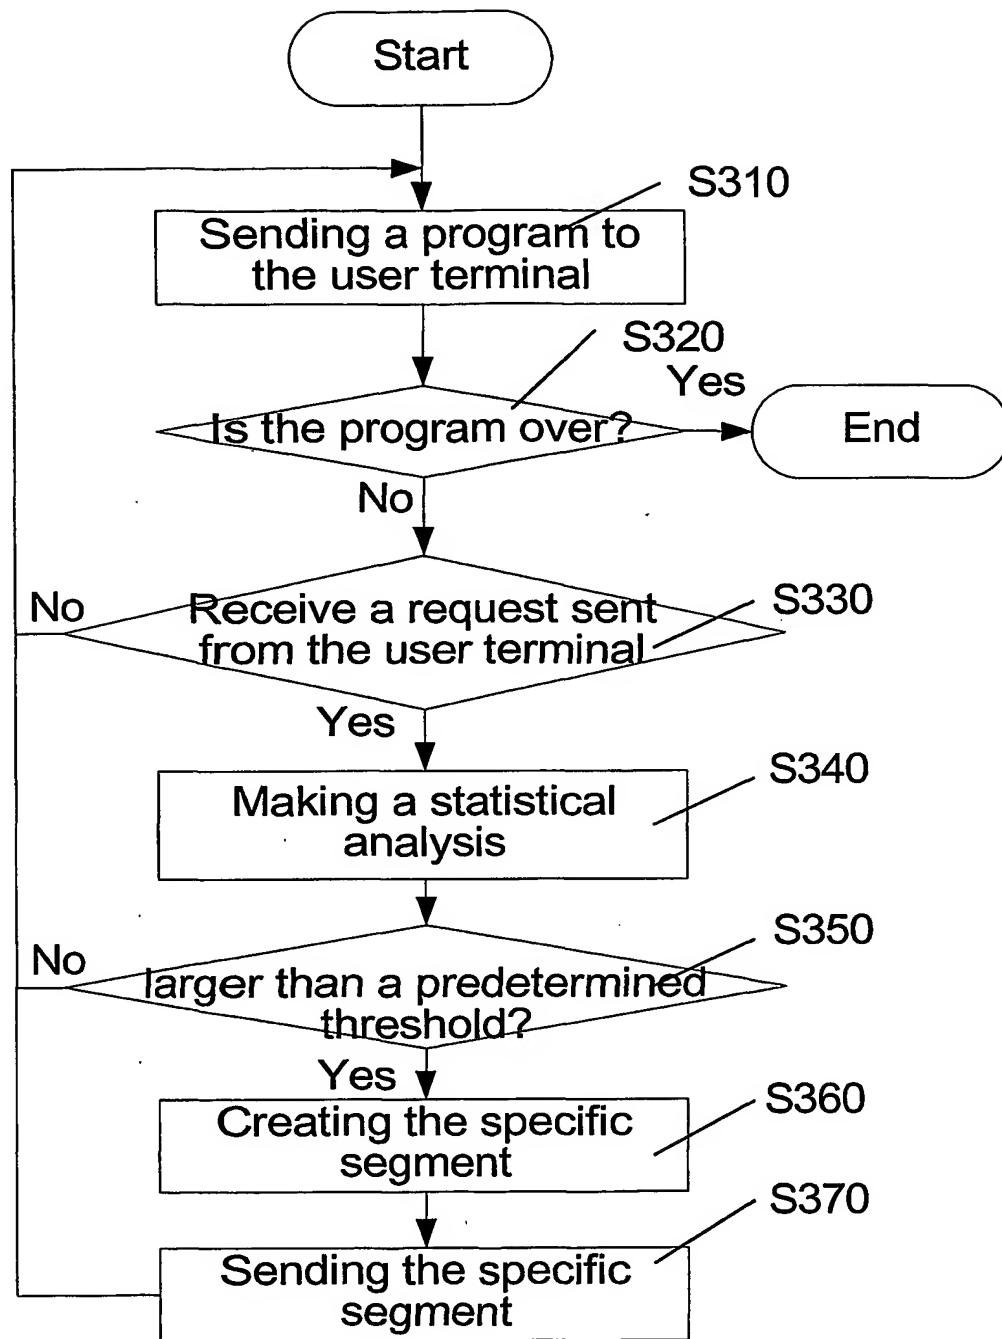 Start
S310
Sending a program to
the user terminal
S320
Yes
Is the program over?
End
No
No
Receive a request sent
from the user terminal
S330
Yes
S340
Making a statistical
analysis
S350
No
larger than a predetermined
threshold?
Yes
S360
Creating the specific
segment
S370
Sending the specific
segment